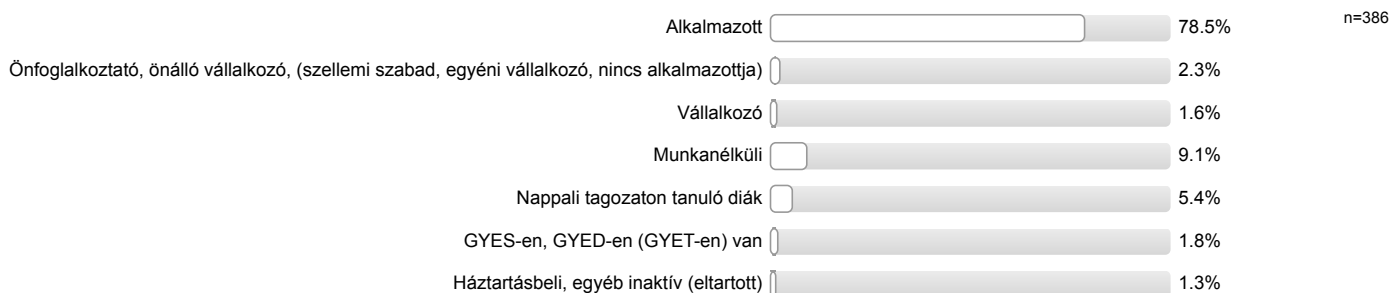 Alkalmazott 78.5% n=386
Önfoglalkoztató, önálló vállalkozó, (szellemi szabad, egyéni vállalkozó, nincs alkalmazottja) 2.3%
Vállalkozó 1.6%
Munkanélküli 9.1%
Nappali tagozaton tanuló diák 5.4%
GYES-en, GYED-en (GYET-en) van 1.8%
Háztartásbeli, egyéb inaktív (eltartott) 1.3%